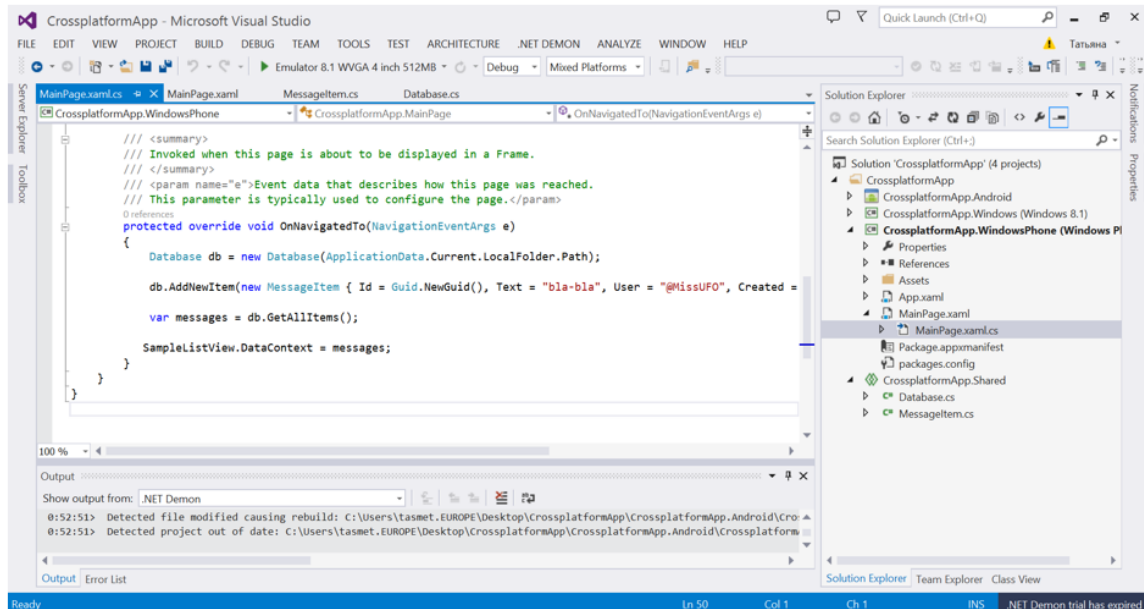 CrossplatformApp - Microsoft Visual Studio
Quick Launch (Ctrl+Q)
FILE EDIT VIEW PROJECT BUILD DEBUG TEAM TOOLS TEST ARCHITECTURE .NET DEMON ANALYZE WINDOW HELP
Татьяна
Emulator 8.1 WVGA 4 inch 512MB Debug Mixed Platforms
Server Explorer
Toolbox
MainPage.xaml.cs MainPage.xaml MessageItem.cs Database.cs
CrossplatformApp.WindowsPhone CrossplatformApp.MainPage OnNavigatedTo(NavigationEventArgs e)
/// <summary>
/// Invoked when this page is about to be displayed in a Frame.
/// </summary>
/// <param name="e">Event data that describes how this page was reached.
/// This parameter is typically used to configure the page.</param>
0 references
protected override void OnNavigatedTo(NavigationEventArgs e)
{
Database db = new Database(ApplicationData.Current.LocalFolder.Path);
db.AddNewItem(new MessageItem { Id = Guid.NewGuid(), Text = "bla-bla", User = "@MissUFO", Created =
var messages = db.GetAllItems();
SampleListView.DataContext = messages;
}
}
}
100 %
Output
Show output from: .NET Demon
0:52:51> Detected file modified causing rebuild: C:\Users\tasmet.EUROPE\Desktop\CrossplatformApp\CrossplatformApp.Android\Cro
0:52:51> Detected project out of date: C:\Users\tasmet.EUROPE\Desktop\CrossplatformApp\CrossplatformApp.Android\Crossplatform
Output Error List
Solution Explorer
Search Solution Explorer (Ctrl+;)
Solution 'CrossplatformApp' (4 projects)
CrossplatformApp
CrossplatformApp.Android
CrossplatformApp.Windows (Windows 8.1)
CrossplatformApp.WindowsPhone (Windows Pl
Properties
References
Assets
App.xaml
MainPage.xaml
MainPage.xaml.cs
Package.appxmanifest
packages.config
CrossplatformApp.Shared
Database.cs
MessageItem.cs
Solution Explorer Team Explorer Class View
Notifications
Properties
Ready Ln 50 Col 1 Ch 1 INS .NET Demon trial has expired